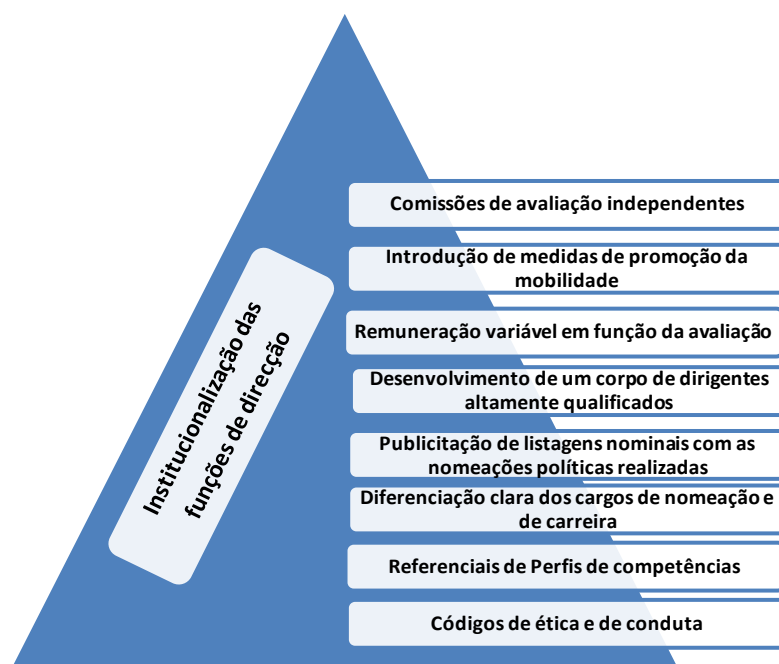 Institucionalização das
funções de direcção
Comissões de avaliação independentes
Introdução de medidas de promoção da
mobilidade
Remuneração variável em função da avaliação
Desenvolvimento de um corpo de dirigentes
altamente qualificados
Publicitação de listagens nominais com as
nomeações políticas realizadas
Diferenciação clara dos cargos de nomeação e
de carreira
Referenciais de Perfis de competências
Códigos de ética e de conduta